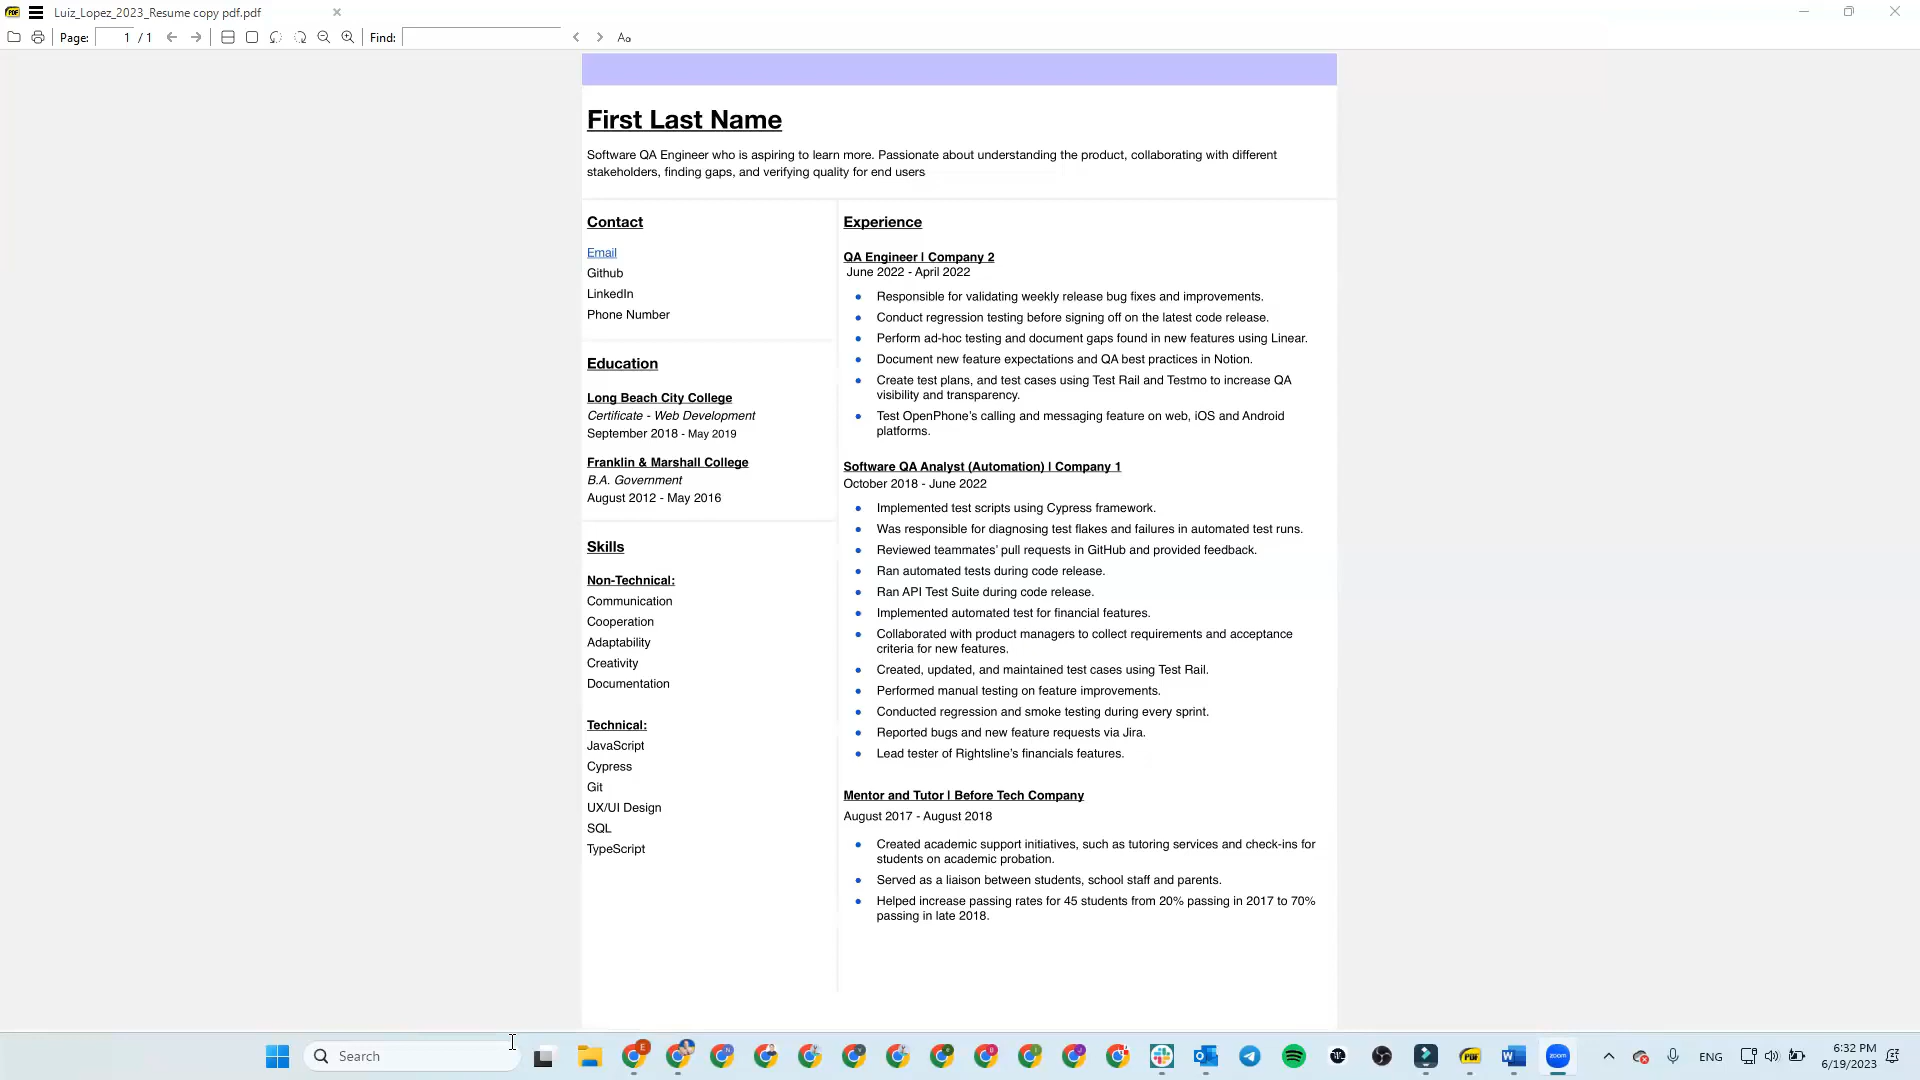 Luiz_Lopez_2023_Resume copy pdf.pdf
Page: 1 / 1 Find: Aa
First Last Name
Software QA Engineer who is aspiring to learn more. Passionate about understanding the product, collaborating with different
stakeholders, finding gaps, and verifying quality for end users
Contact
Email
Github
LinkedIn
Phone Number
Education
Long Beach City College
Certificate - Web Development
September 2018 - May 2019
Franklin & Marshall College
B.A. Government
August 2012 - May 2016
Skills
Non-Technical:
Communication
Cooperation
Adaptability
Creativity
Documentation
Technical:
JavaScript
Cypress
Git
UX/UI Design
SQL
TypeScript
Experience
QA Engineer | Company 2
June 2022 - April 2022
Responsible for validating weekly release bug fixes and improvements.
Conduct regression testing before signing off on the latest code release.
Perform ad-hoc testing and document gaps found in new features using Linear.
Document new feature expectations and QA best practices in Notion.
Create test plans, and test cases using Test Rail and Testmo to increase QA
visibility and transparency.
Test OpenPhone's calling and messaging feature on web, iOS and Android
platforms.
Software QA Analyst (Automation) | Company 1
October 2018 - June 2022
Implemented test scripts using Cypress framework.
Was responsible for diagnosing test flakes and failures in automated test runs.
Reviewed teammates' pull requests in GitHub and provided feedback.
Ran automated tests during code release.
Ran API Test Suite during code release.
Implemented automated test for financial features.
Collaborated with product managers to collect requirements and acceptance
criteria for new features.
Created, updated, and maintained test cases using Test Rail.
Performed manual testing on feature improvements.
Conducted regression and smoke testing during every sprint.
Reported bugs and new feature requests via Jira.
Lead tester of Rightsline's financials features.
Mentor and Tutor | Before Tech Company
August 2017 - August 2018
Created academic support initiatives, such as tutoring services and check-ins for
students on academic probation.
Served as a liaison between students, school staff and parents.
Helped increase passing rates for 45 students from 20% passing in 2017 to 70%
passing in late 2018.
Search
zoom
ENG
6:32 PM
6/19/2023